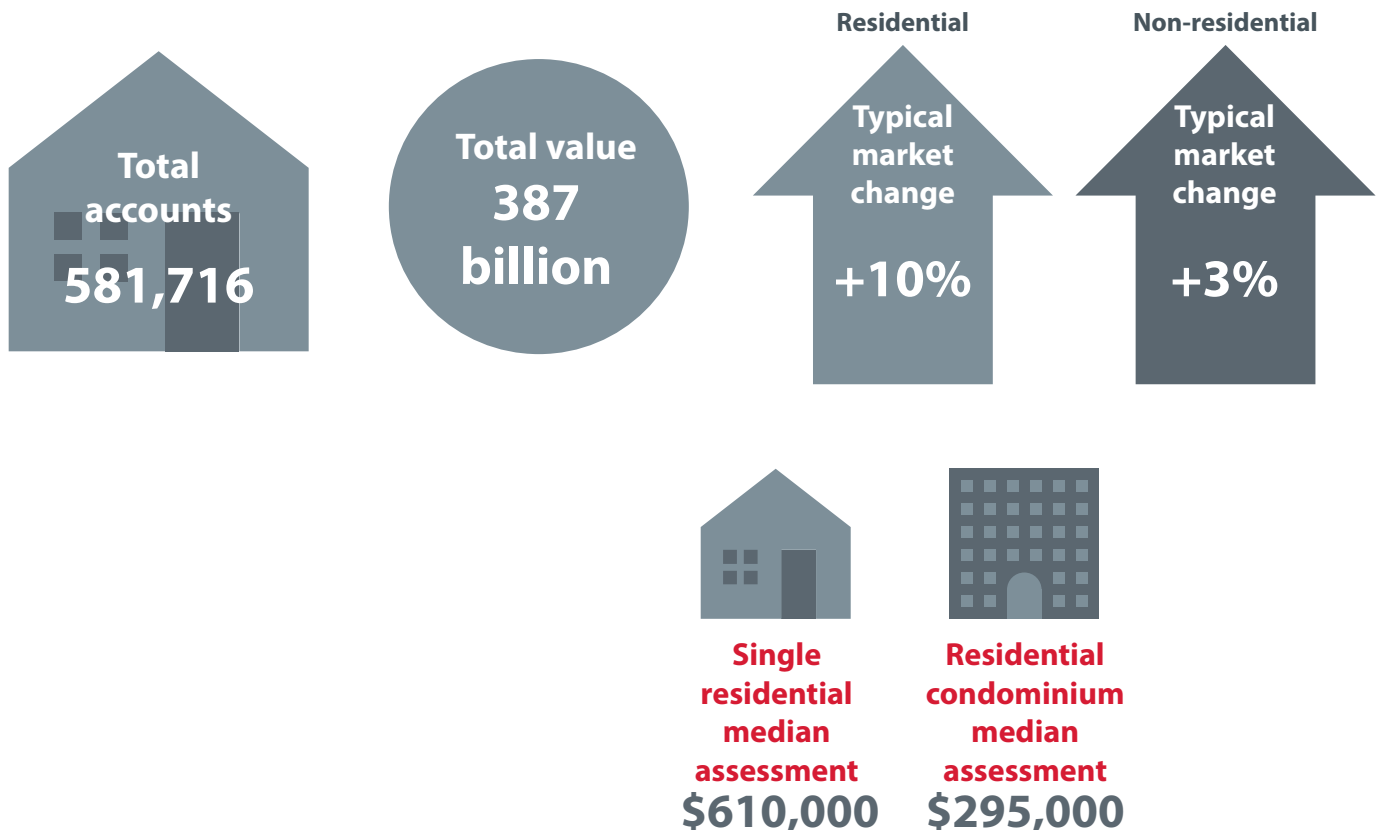 Total
accounts
581,716
Total value
387
billion
Residential
Typical
market
change
+10%
Non-residential
Typical
market
change
+3%
Single
residential
median
assessment
$610,000
Residential
condominium
median
assessment
$295,000